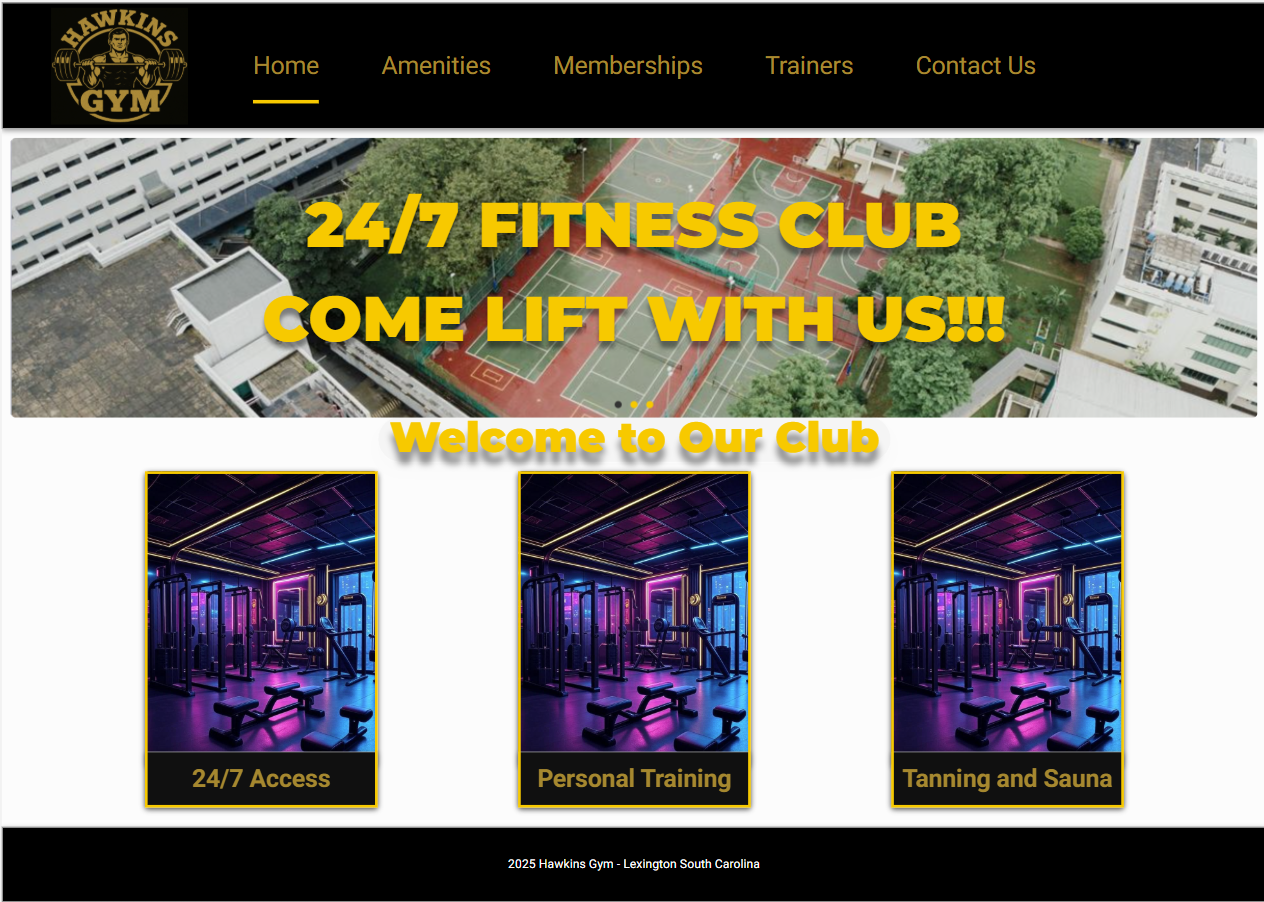 HAWKINS
GYM
Home
Amenities
Memberships
Trainers
Contact Us
24/7 FITNESS CLUB
COME LIFT WITH US!!!
Welcome to Our Club
24/7 Access
Personal Training
Tanning and Sauna
2025 Hawkins Gym - Lexington South Carolina